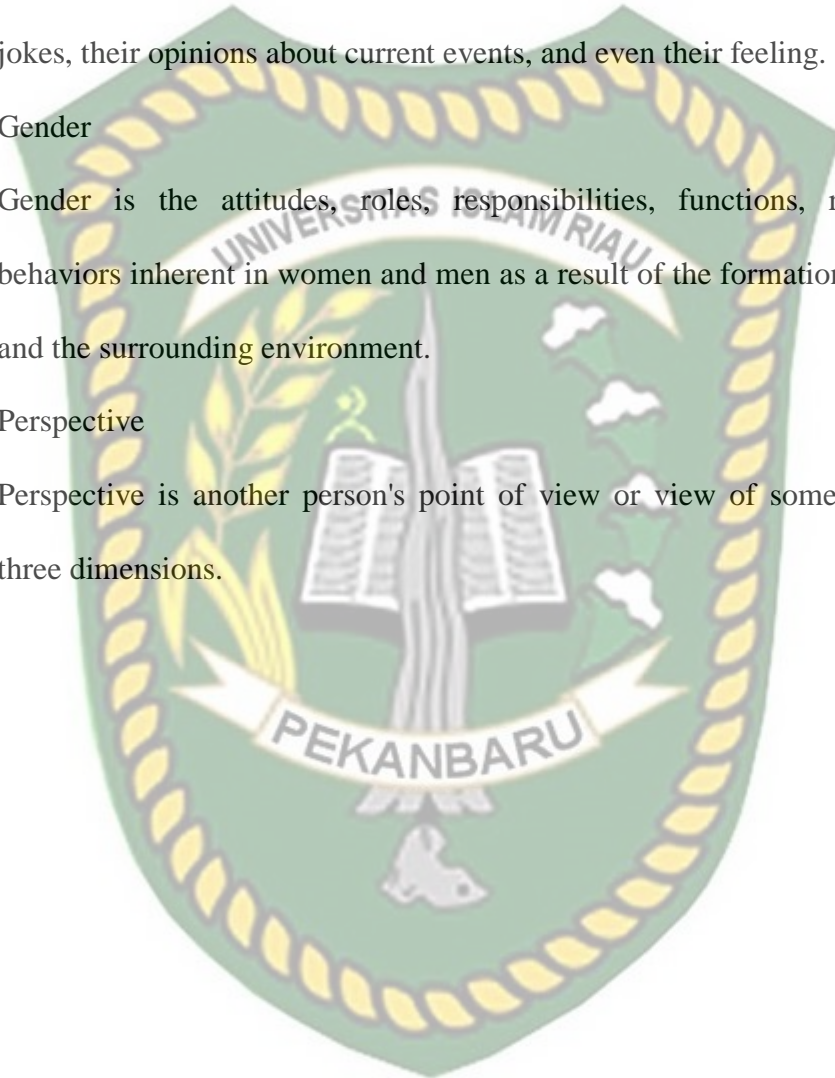 jokes, their opinions about current events, and even their feeling.
Gender
Gender is the attitudes, roles, responsibilities, functions,
UNIVERSITAS ISLAM RIAU
behaviors inherent in women and men as a result of the formation
and the surrounding environment.
Perspective
Perspective is another person's point of view or view of some
three dimensions.
PEKANBARU